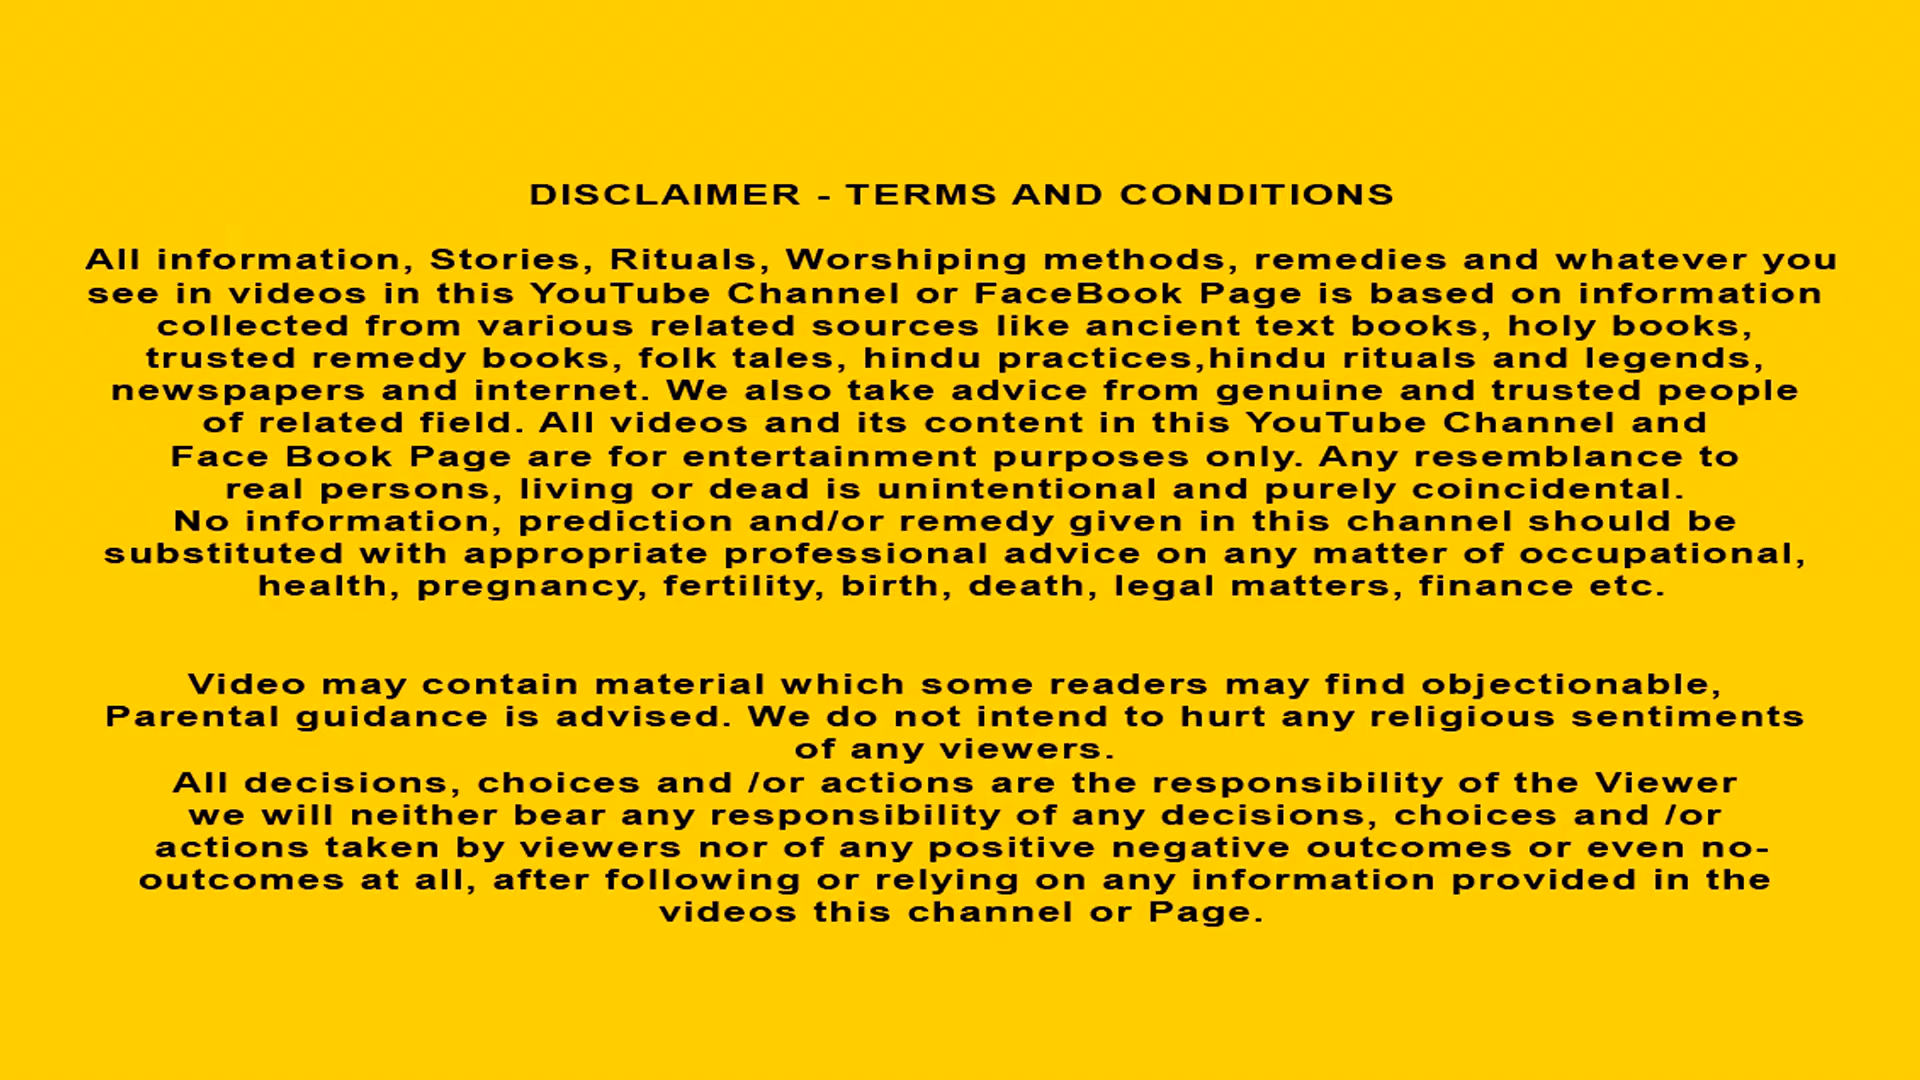 DISCLAIMER - TERMS AND CONDITIONS
All information, Stories, Rituals, Worshiping methods, remedies and whatever you
see in videos in this YouTube Channel or FaceBook Page is based on information
collected from various related sources like ancient text books, holy books,
trusted remedy books, folk tales, hindu practices,hindu rituals and legends,
newspapers and internet. We also take advice from genuine and trusted people
of related field. All videos and its content in this YouTube Channel and
Face Book Page are for entertainment purposes only. Any resemblance to
real persons, living or dead is unintentional and purely coincidental.
No information, prediction and/or remedy given in this channel should be
substituted with appropriate professional advice on any matter of occupational,
health, pregnancy, fertility, birth, death, legal matters, finance etc.
Video may contain material which some readers may find objectionable,
Parental guidance is advised. We do not intend to hurt any religious sentiments
of any viewers.
All decisions, choices and /or actions are the responsibility of the Viewer
we will neither bear any responsibility of any decisions, choices and /or
actions taken by viewers nor of any positive negative outcomes or even no-
outcomes at all, after following or relying on any information provided in the
videos this channel or Page.